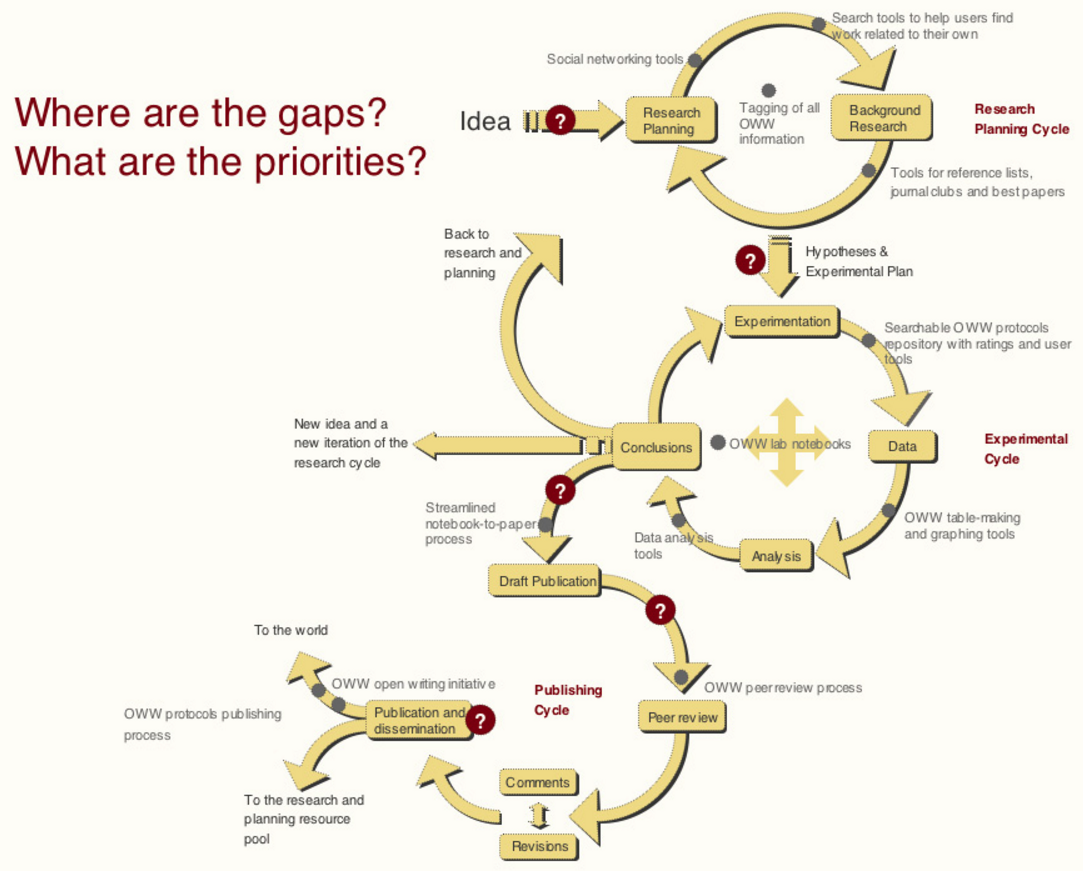 Where are the gaps?
What are the priorities?
Idea
?
Research
Planning
Social networking tools
Search tools to help users find
work related to their own
Tagging of all
OWW
information
Background
Research
Research
Planning Cycle
Tools for reference lists,
journal clubs and best papers
Back to
research and
planning
?
Hypotheses &
Experimental Plan
Experimentation
Searchable OWW protocols
repository with ratings and user
tools
New idea and a
new iteration of the
research cycle
Conclusions
OWW lab notebooks
Data
Experimental
Cycle
?
Streamlined
notebook-to-paper
process
Data analysis
tools
OWW table-making
and graphing tools
Analysis
Draft Publication
?
To the world
OWW open writing initiative
OWW peer review process
Publishing
Cycle
OWW protocols publishing
process
Publication and
dissemination
?
Peer review
Comments
To the research and
planning resource
pool
Revisions